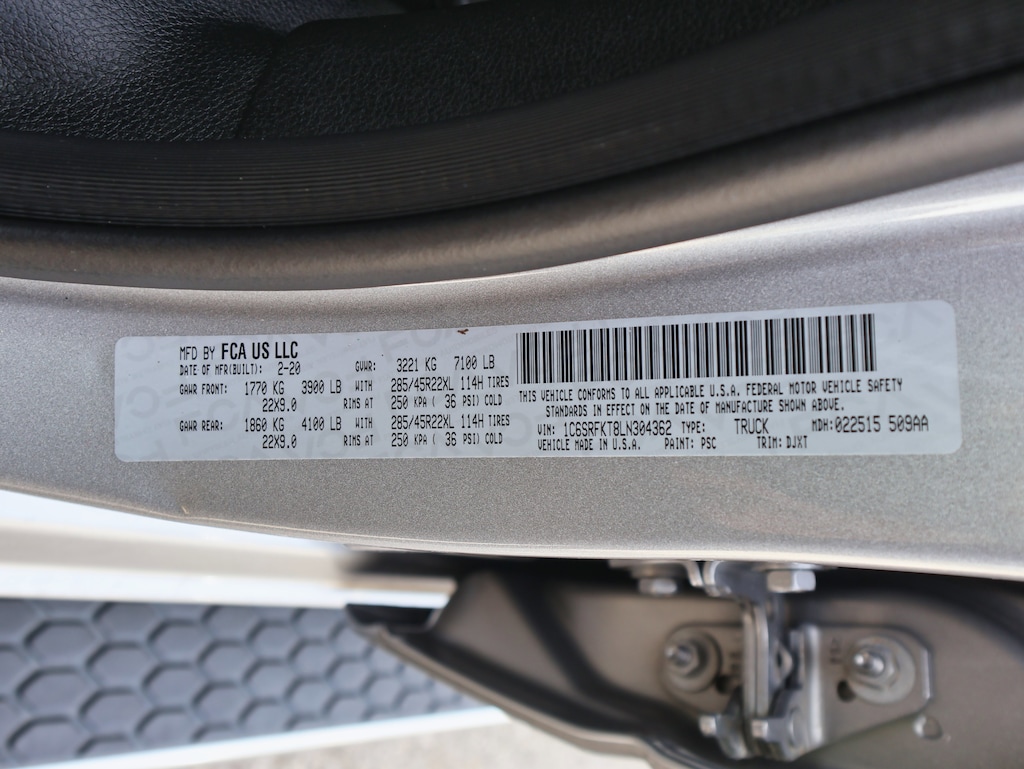 MFD BY FCA US LLC
DATE OF MFR(BUILT): 2-20 GVWR: 3221 KG 7100 LB
GAWR FRONT: 1770 KG 3900 LB WITH 285/45R22XL 114H TIRES
22X9.0 RIMS AT 250 KPA ( 36 PSI) COLD
GAWR REAR: 1860 KG 4100 LB WITH 285/45R22XL 114H TIRES
22X9.0 RIMS AT 250 KPA ( 36 PSI) COLD
THIS VEHICLE CONFORMS TO ALL APPLICABLE U.S.A. FEDERAL MOTOR VEHICLE SAFETY
STANDARDS IN EFFECT ON THE DATE OF MANUFACTURE SHOWN ABOVE.
VIN: 1C6SRFKT8LN304362 TYPE: TRUCK MDH:022515 509AA
VEHICLE MADE IN U.S.A. PAINT: PSC TRIM: DJXT